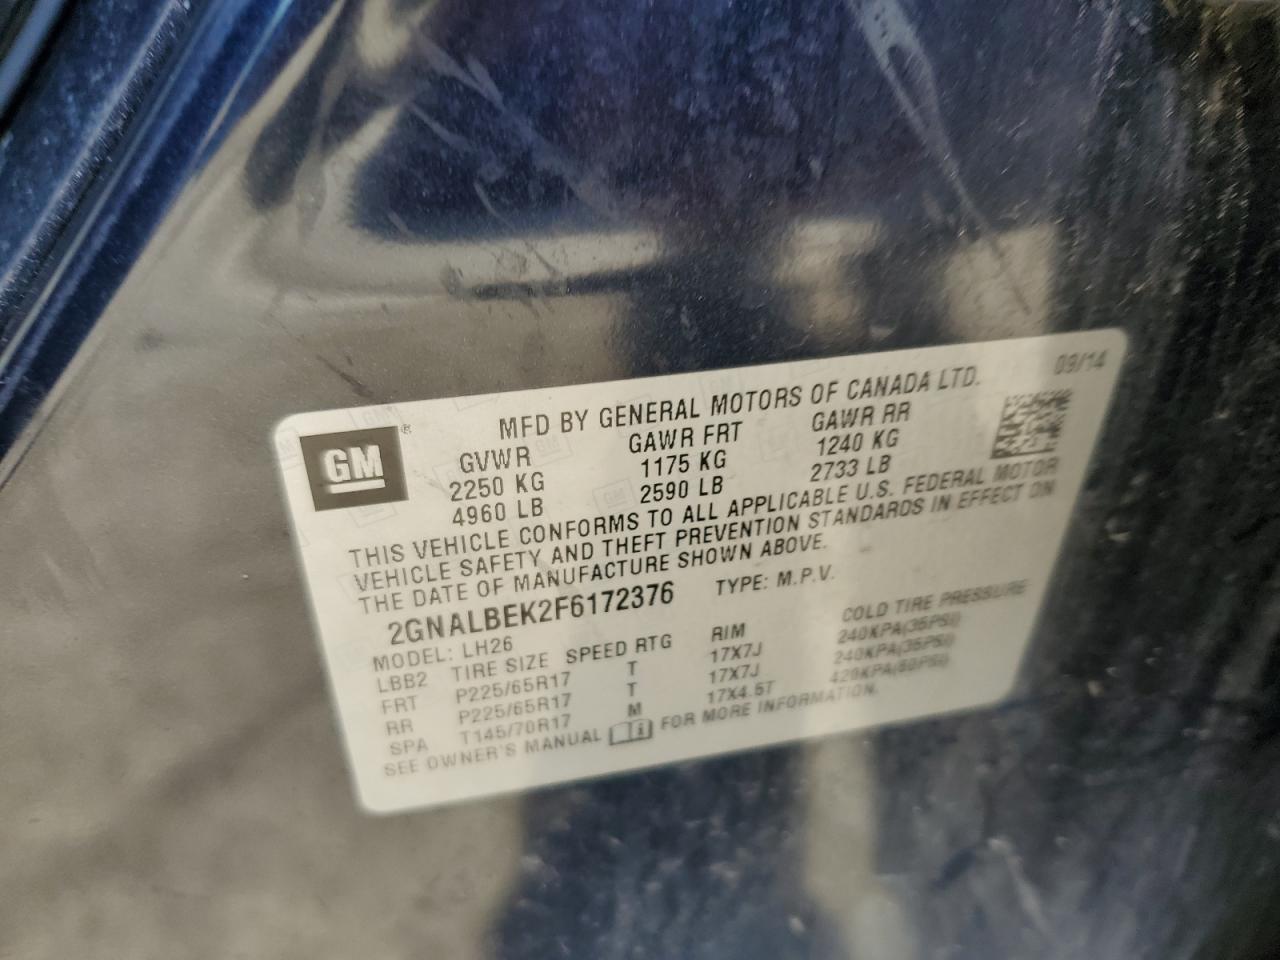 MFD BY GENERAL MOTORS OF CANADA LTD. 09/14
GM®
GVWR GAWR FRT GAWR RR
2250 KG 1175 KG 1240 KG
4960 LB 2590 LB 2733 LB
THIS VEHICLE CONFORMS TO ALL APPLICABLE U.S. FEDERAL MOTOR
VEHICLE SAFETY AND THEFT PREVENTION STANDARDS IN EFFECT ON
THE DATE OF MANUFACTURE SHOWN ABOVE.
2GNALBEK2F6172376 TYPE: M.P.V.
MODEL: LH26
LBB2 TIRE SIZE SPEED RTG RIM COLD TIRE PRESSURE
FRT P225/65R17 T 17X7J 240KPA(35PSI)
RR P225/65R17 T 17X7J 240KPA(35PSI)
SPA T145/70R17 M 17X4.5T 420KPA(60PSI)
SEE OWNER'S MANUAL i FOR MORE INFORMATION.